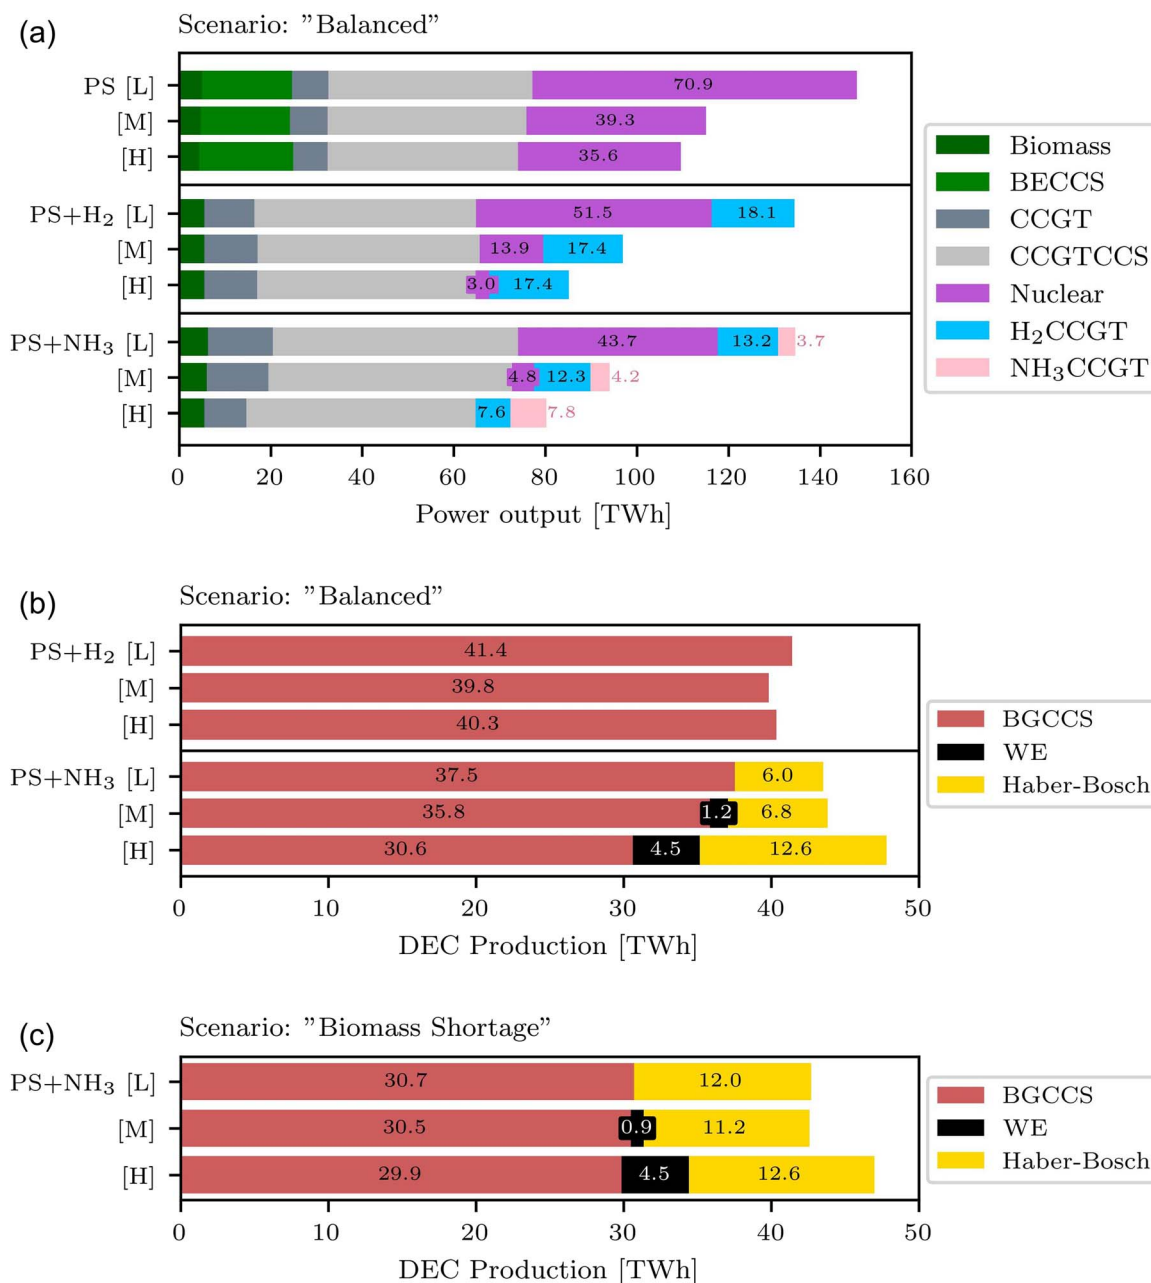 (a)
Scenario: "Balanced"
PS [L] 70.9
[M] 39.3
[H] 35.6
PS+H₂ [L] 51.5 18.1
[M] 13.9 17.4
[H] 3.0 17.4
PS+NH₃ [L] 43.7 13.2 3.7
[M] 4.8 12.3 4.2
[H] 7.6 7.8
0 20 40 60 80 100 120 140 160
Power output [TWh]
Biomass
BECCS
CCGT
CCGTCCS
Nuclear
H₂CCGT
NH₃CCGT
(b)
Scenario: "Balanced"
PS+H₂ [L] 41.4
[M] 39.8
[H] 40.3
PS+NH₃ [L] 37.5 6.0
[M] 35.8 1.2 6.8
[H] 30.6 4.5 12.6
0 10 20 30 40 50
DEC Production [TWh]
BGCCS
WE
Haber-Bosch
(c)
Scenario: "Biomass Shortage"
PS+NH₃ [L] 30.7 12.0
[M] 30.5 0.9 11.2
[H] 29.9 4.5 12.6
0 10 20 30 40 50
DEC Production [TWh]
BGCCS
WE
Haber-Bosch